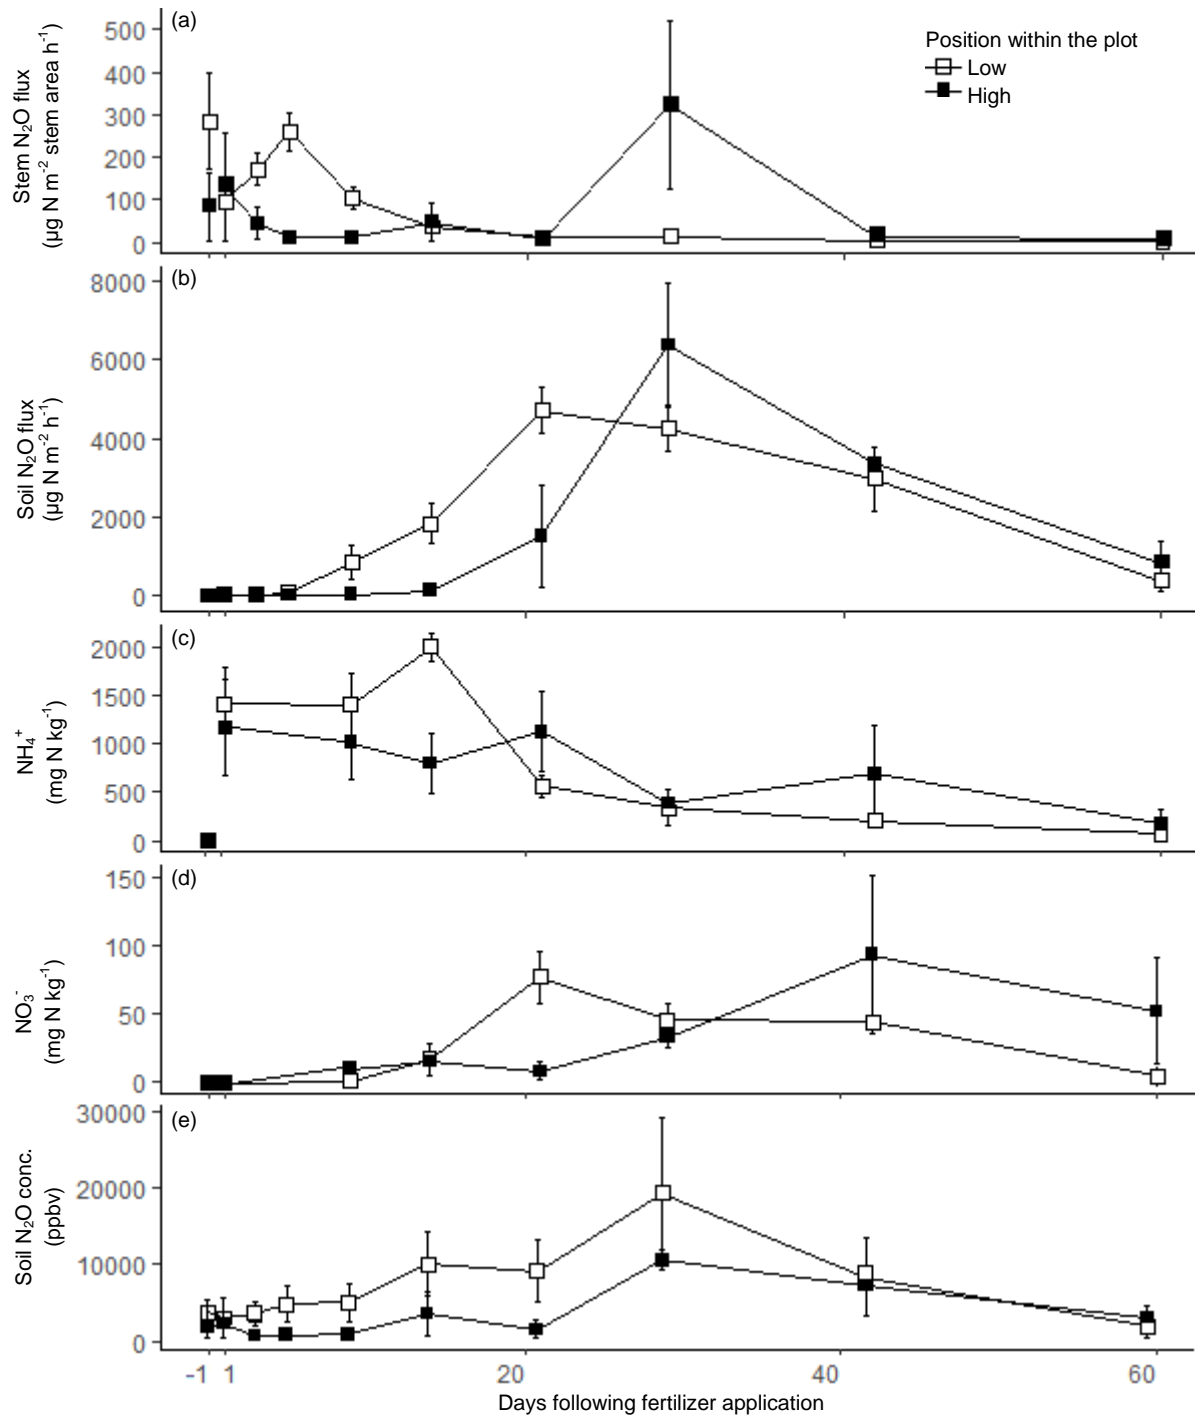 (a)
Position within the plot
Low
High
Stem N₂O flux
(µg N m⁻² stem area h⁻¹)
500
400
300
200
100
0
(b)
Soil N₂O flux
(µg N m⁻² h⁻¹)
8000
6000
4000
2000
0
(c)
NH₄⁺
(mg N kg⁻¹)
2000
1500
1000
500
0
(d)
NO₃⁻
(mg N kg⁻¹)
150
100
50
0
(e)
Soil N₂O conc.
(ppbv)
30000
20000
10000
0
-1 1 20 40 60
Days following fertilizer application